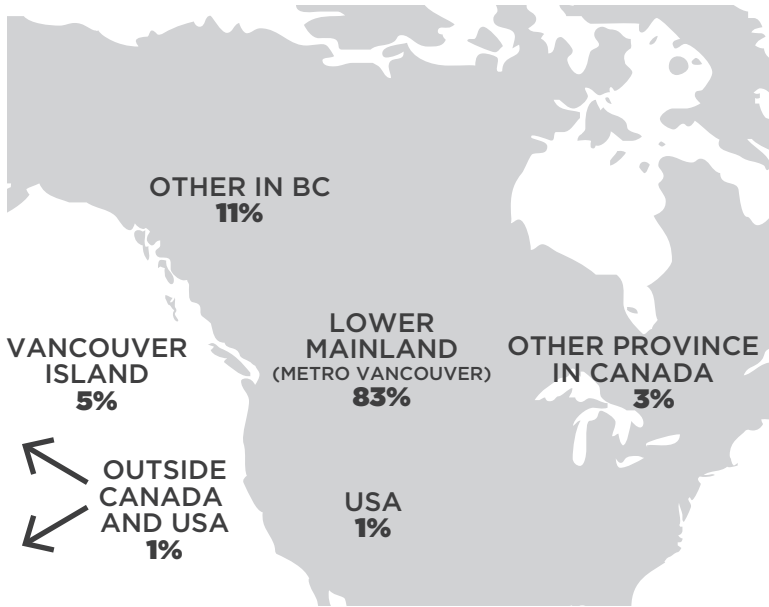 OTHER IN BC
11%
LOWER
MAINLAND
(METRO VANCOUVER)
83%
VANCOUVER
ISLAND
5%
OTHER PROVINCE
IN CANADA
3%
OUTSIDE
CANADA
AND USA
1%
USA
1%